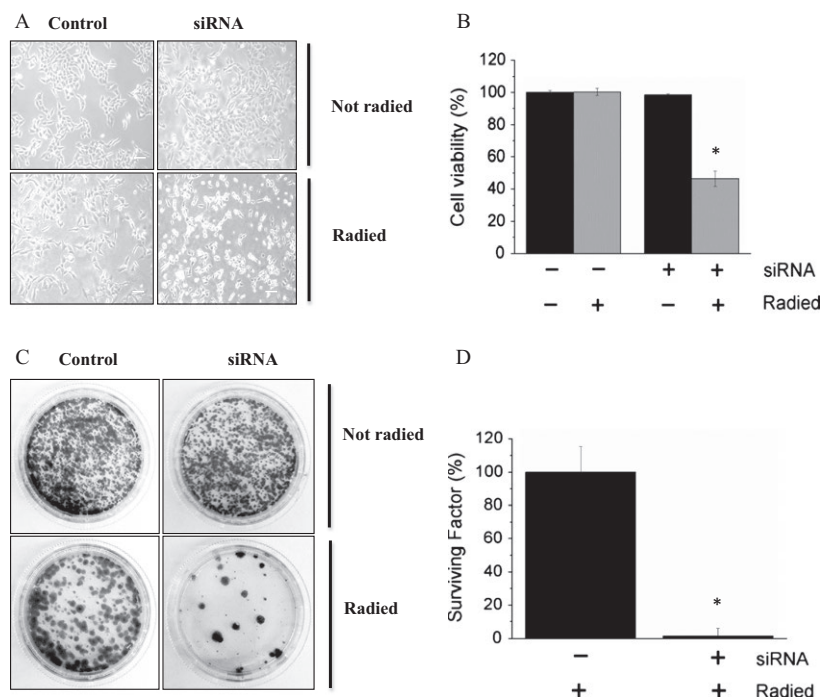 A
Control
siRNA
Not radied
Radied
B
Cell viability (%)
120
100
80
60
40
20
0
*
− − + + siRNA
− + − + Radied
C
Control
siRNA
Not radied
Radied
D
Surviving Factor (%)
120
100
80
60
40
20
0
*
− + siRNA
+ + Radied